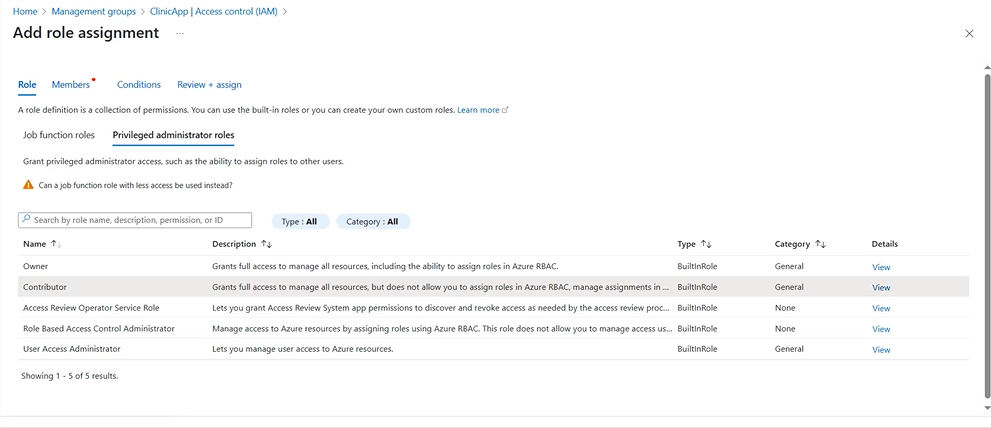 Home > Management groups > ClinicApp | Access control (IAM) >
Add role assignment ...
Role Members Conditions Review + assign
A role definition is a collection of permissions. You can use the built-in roles or you can create your own custom roles. Learn more
Job function roles Privileged administrator roles
Grant privileged administrator access, such as the ability to assign roles to other users.
Can a job function role with less access be used instead?
Search by role name, description, permission, or ID Type : All Category : All
Name ↑↓ Description ↑↓ Type ↑↓ Category ↑↓ Details
Owner Grants full access to manage all resources, including the ability to assign roles in Azure RBAC. BuiltInRole General View
Contributor Grants full access to manage all resources, but does not allow you to assign roles in Azure RBAC, manage assignments in ... BuiltInRole General View
Access Review Operator Service Role Lets you grant Access Review System app permissions to discover and revoke access as needed by the access review proc... BuiltInRole None View
Role Based Access Control Administrator Manage access to Azure resources by assigning roles using Azure RBAC. This role does not allow you to manage access us... BuiltInRole None View
User Access Administrator Lets you manage user access to Azure resources. BuiltInRole General View
Showing 1 - 5 of 5 results.